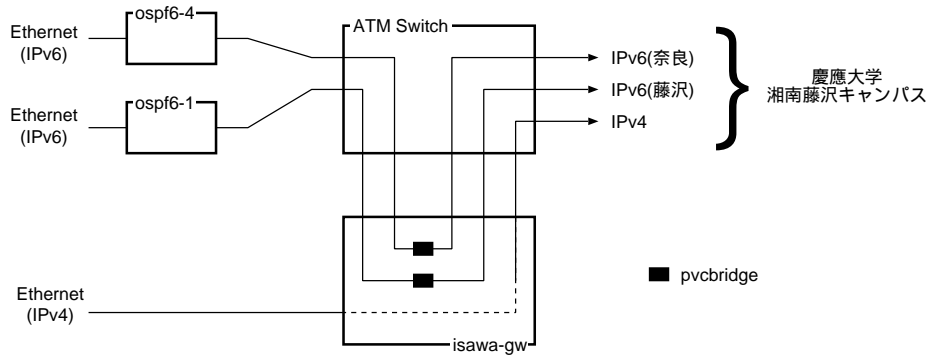 ospf6-4
ATM Switch
Ethernet
(IPv6)
IPv6(奈良)
ospf6-1
IPv6(藤沢)
慶應大学
湘南藤沢キャンパス
Ethernet
(IPv6)
IPv4
pvcbridge
Ethernet
(IPv4)
isawa-gw